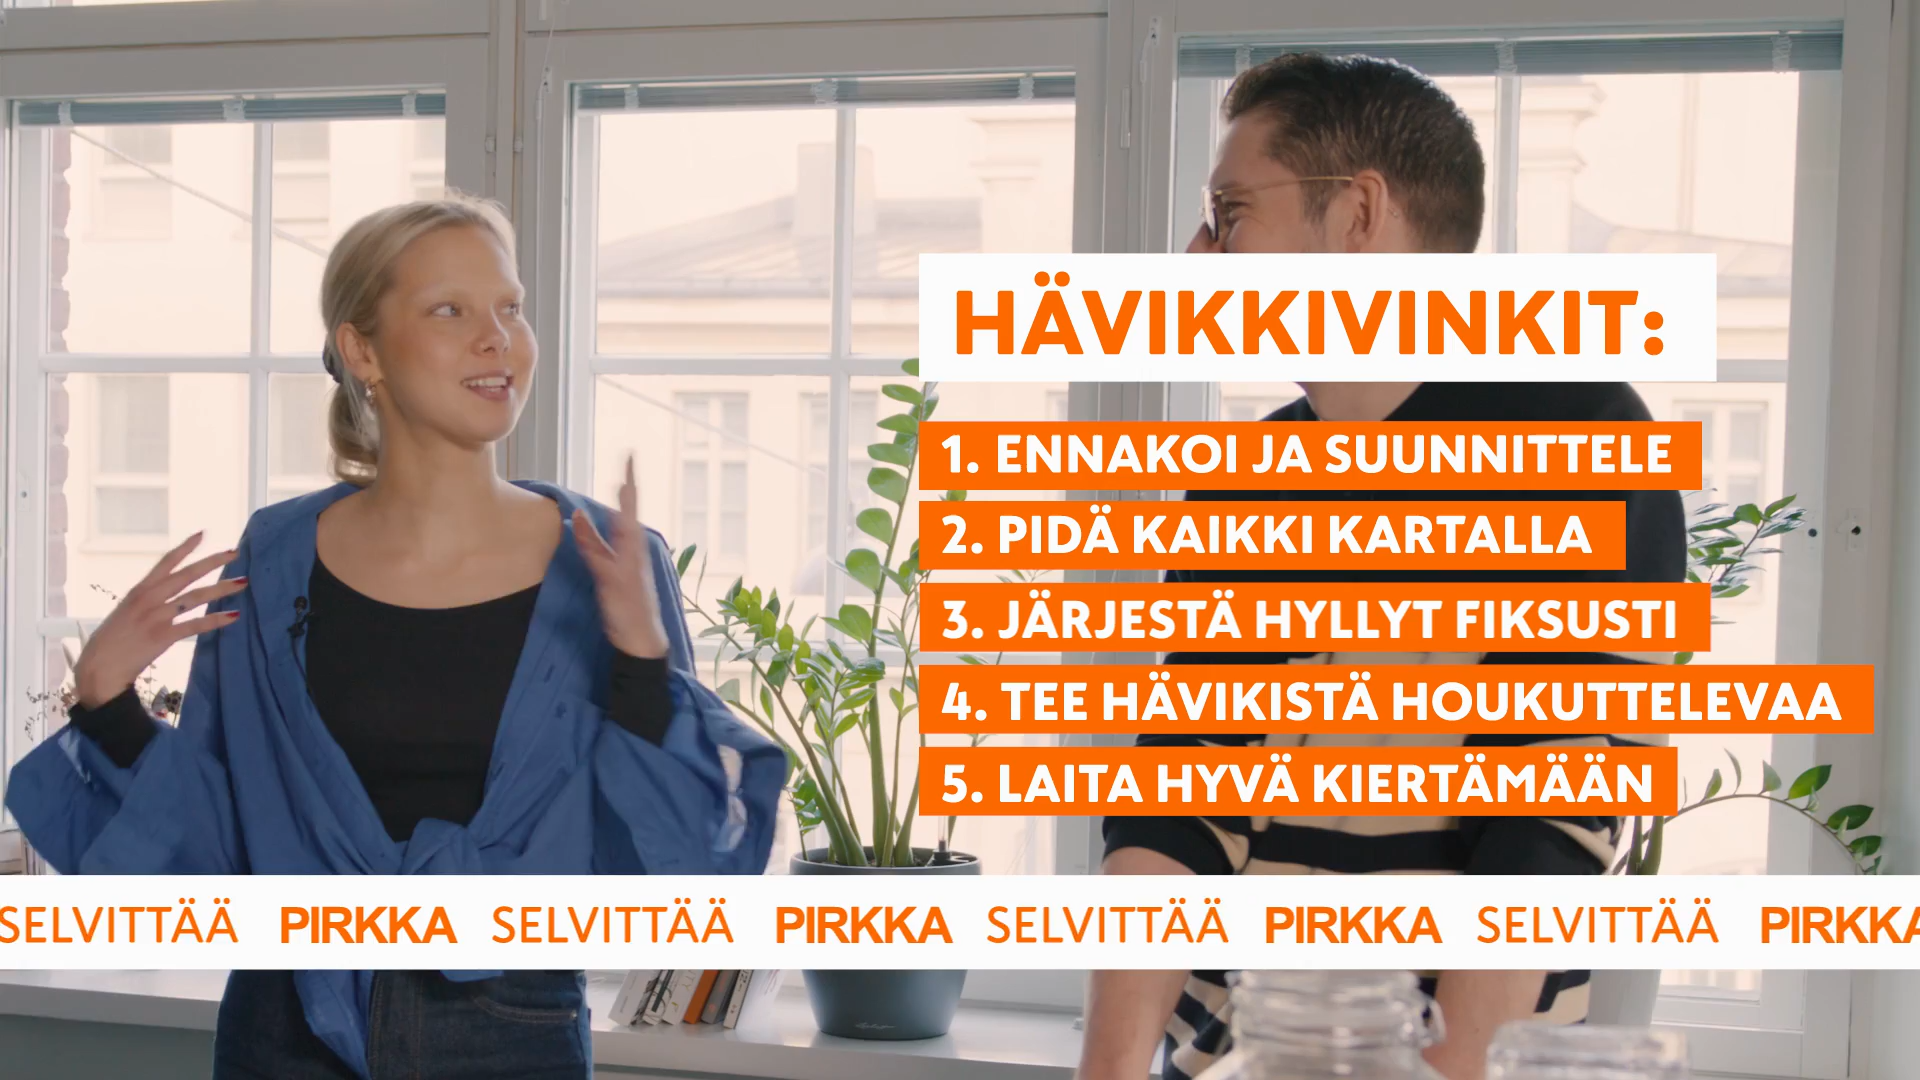 HÄVIKKIVINKIT:
1. ENNAKOI JA SUUNNITTELE
2. PIDÄ KAIKKI KARTALLA
3. JÄRJESTÄ HYLLYT FIKSUSTI
4. TEE HÄVIKISTÄ HOUKUTTELEVAA
5. LAITA HYVÄ KIERTÄMÄÄN
SELVITTÄÄ PIRKKA SELVITTÄÄ PIRKKA SELVITTÄÄ PIRKKA SELVITTÄÄ PIRKKA